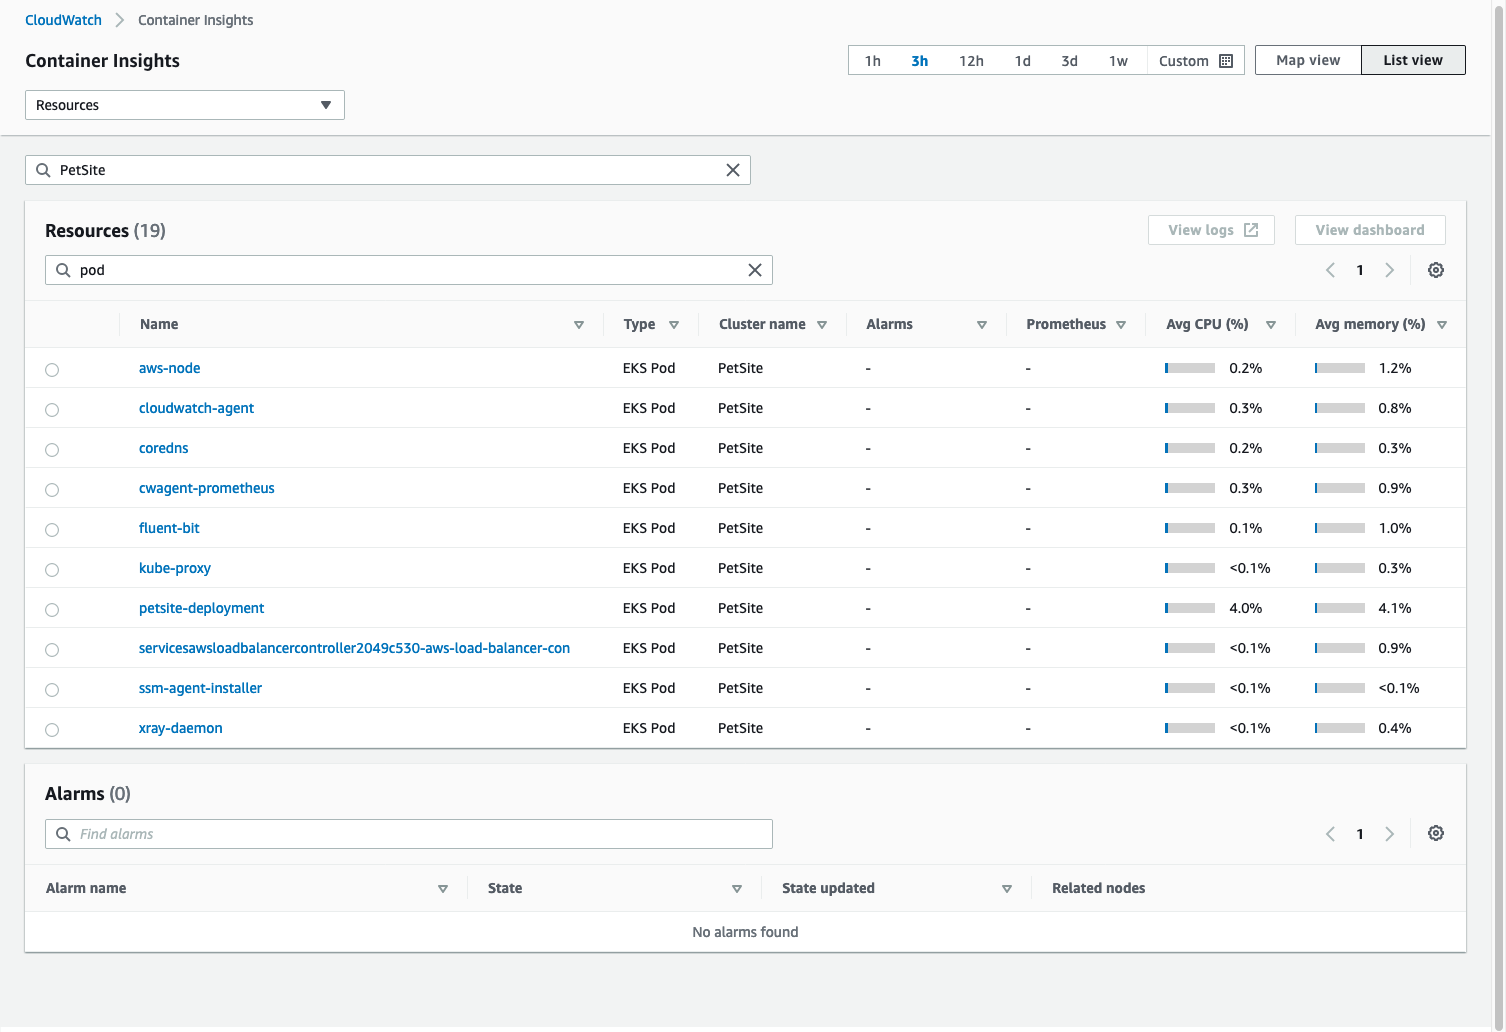 CloudWatch Container Insights
Container Insights
1h 3h 12h 1d 3d 1w Custom Map view List view
Resources
PetSite
Resources (19)
View logs View dashboard
pod
1
Name Type Cluster name Alarms Prometheus Avg CPU (%) Avg memory (%)
aws-node EKS Pod PetSite - - 0.2% 1.2%
cloudwatch-agent EKS Pod PetSite - - 0.3% 0.8%
coredns EKS Pod PetSite - - 0.2% 0.3%
cwagent-prometheus EKS Pod PetSite - - 0.3% 0.9%
fluent-bit EKS Pod PetSite - - 0.1% 1.0%
kube-proxy EKS Pod PetSite - - <0.1% 0.3%
petsite-deployment EKS Pod PetSite - - 4.0% 4.1%
servicesawsloadbalancercontroller2049c530-aws-load-balancer-con EKS Pod PetSite - - <0.1% 0.9%
ssm-agent-installer EKS Pod PetSite - - <0.1% <0.1%
xray-daemon EKS Pod PetSite - - <0.1% 0.4%
Alarms (0)
Find alarms
1
Alarm name State State updated Related nodes
No alarms found